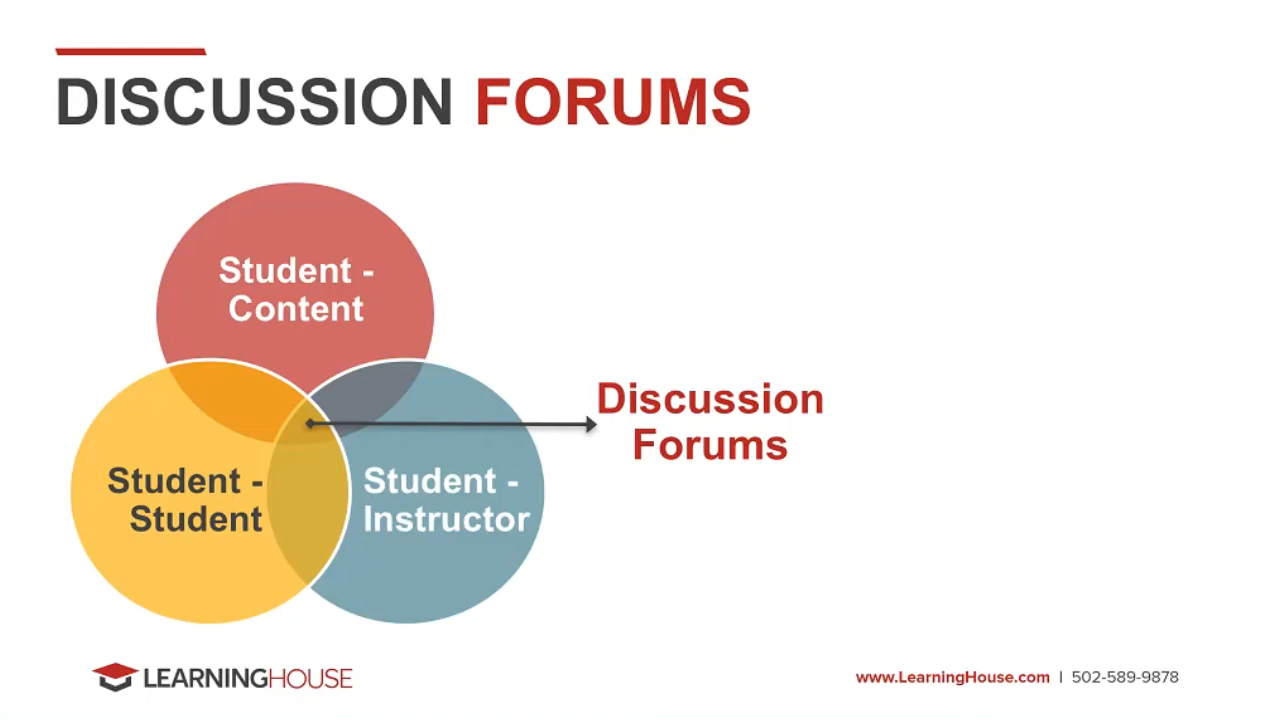 DISCUSSION FORUMS
Student -
Content
Student -
Student
Student -
Instructor
Discussion
Forums
LEARNINGHOUSE
www.LearningHouse.com | 502-589-9878